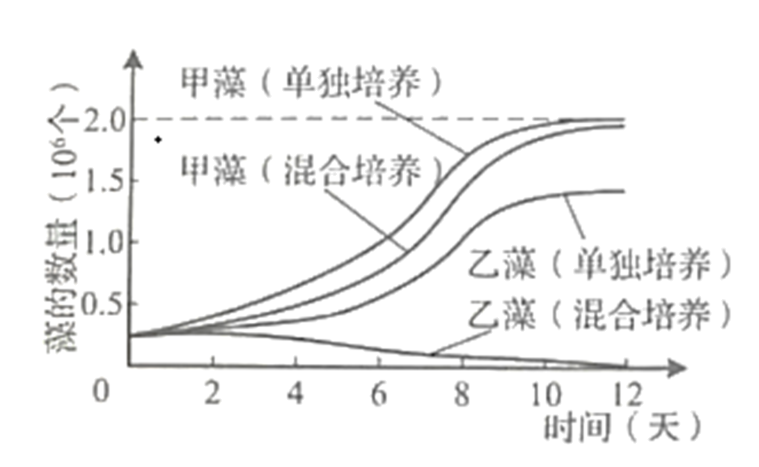 藻的数量（10⁶个）
甲藻（单独培养）
2.0
甲藻（混合培养）
1.5
1.0
乙藻（单独培养）
0.5
乙藻（混合培养）
0 2 4 6 8 10 12
时间（天）